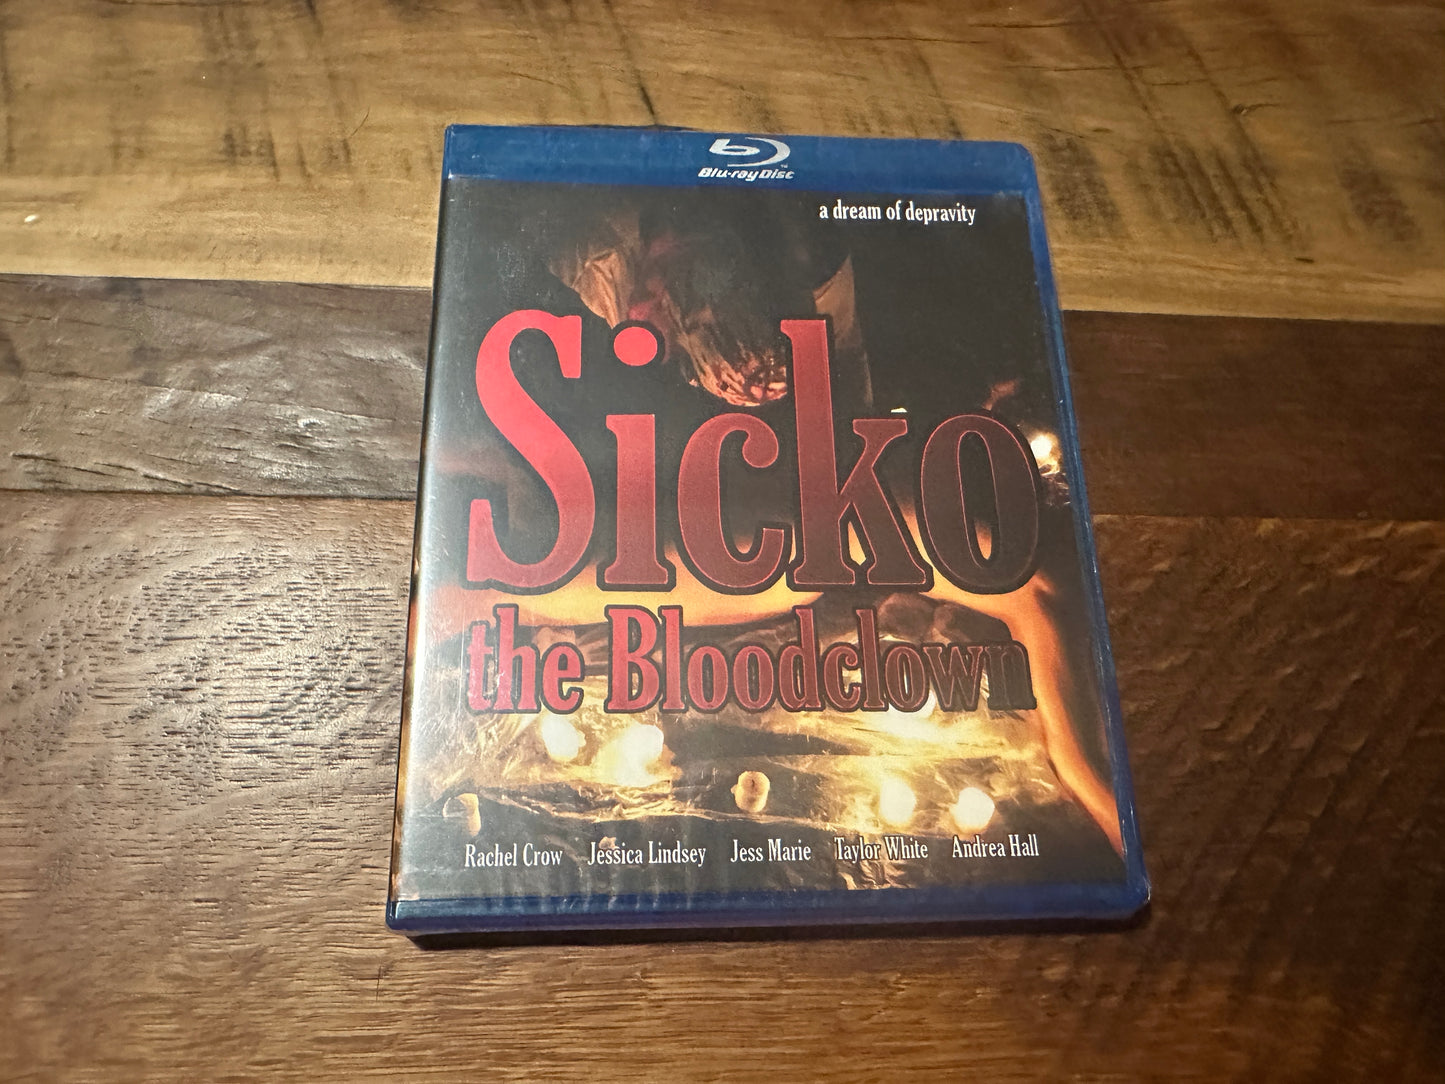 Blu-ray Disc
TM
a dream of depravity
Sicko
the Bloodclown
Rachel Crow Jessica Lindsey Jess Marie Taylor White Andrea Hall